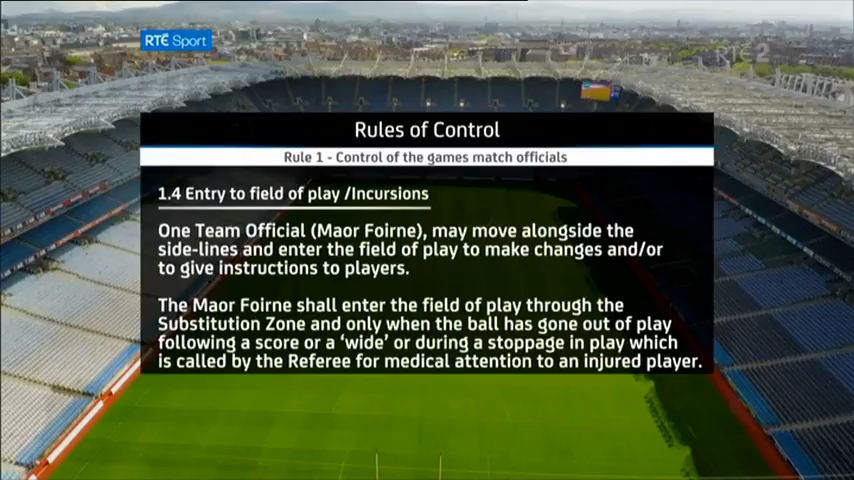 RTÉ Sport
RTÉ2
Rules of Control
Rule 1 - Control of the games match officials
1.4 Entry to field of play /Incursions
One Team Official (Maor Foirne), may move alongside the
side-lines and enter the field of play to make changes and/or
to give instructions to players.
The Maor Foirne shall enter the field of play through the
Substitution Zone and only when the ball has gone out of play
following a score or a ‘wide’ or during a stoppage in play which
is called by the Referee for medical attention to an injured player.